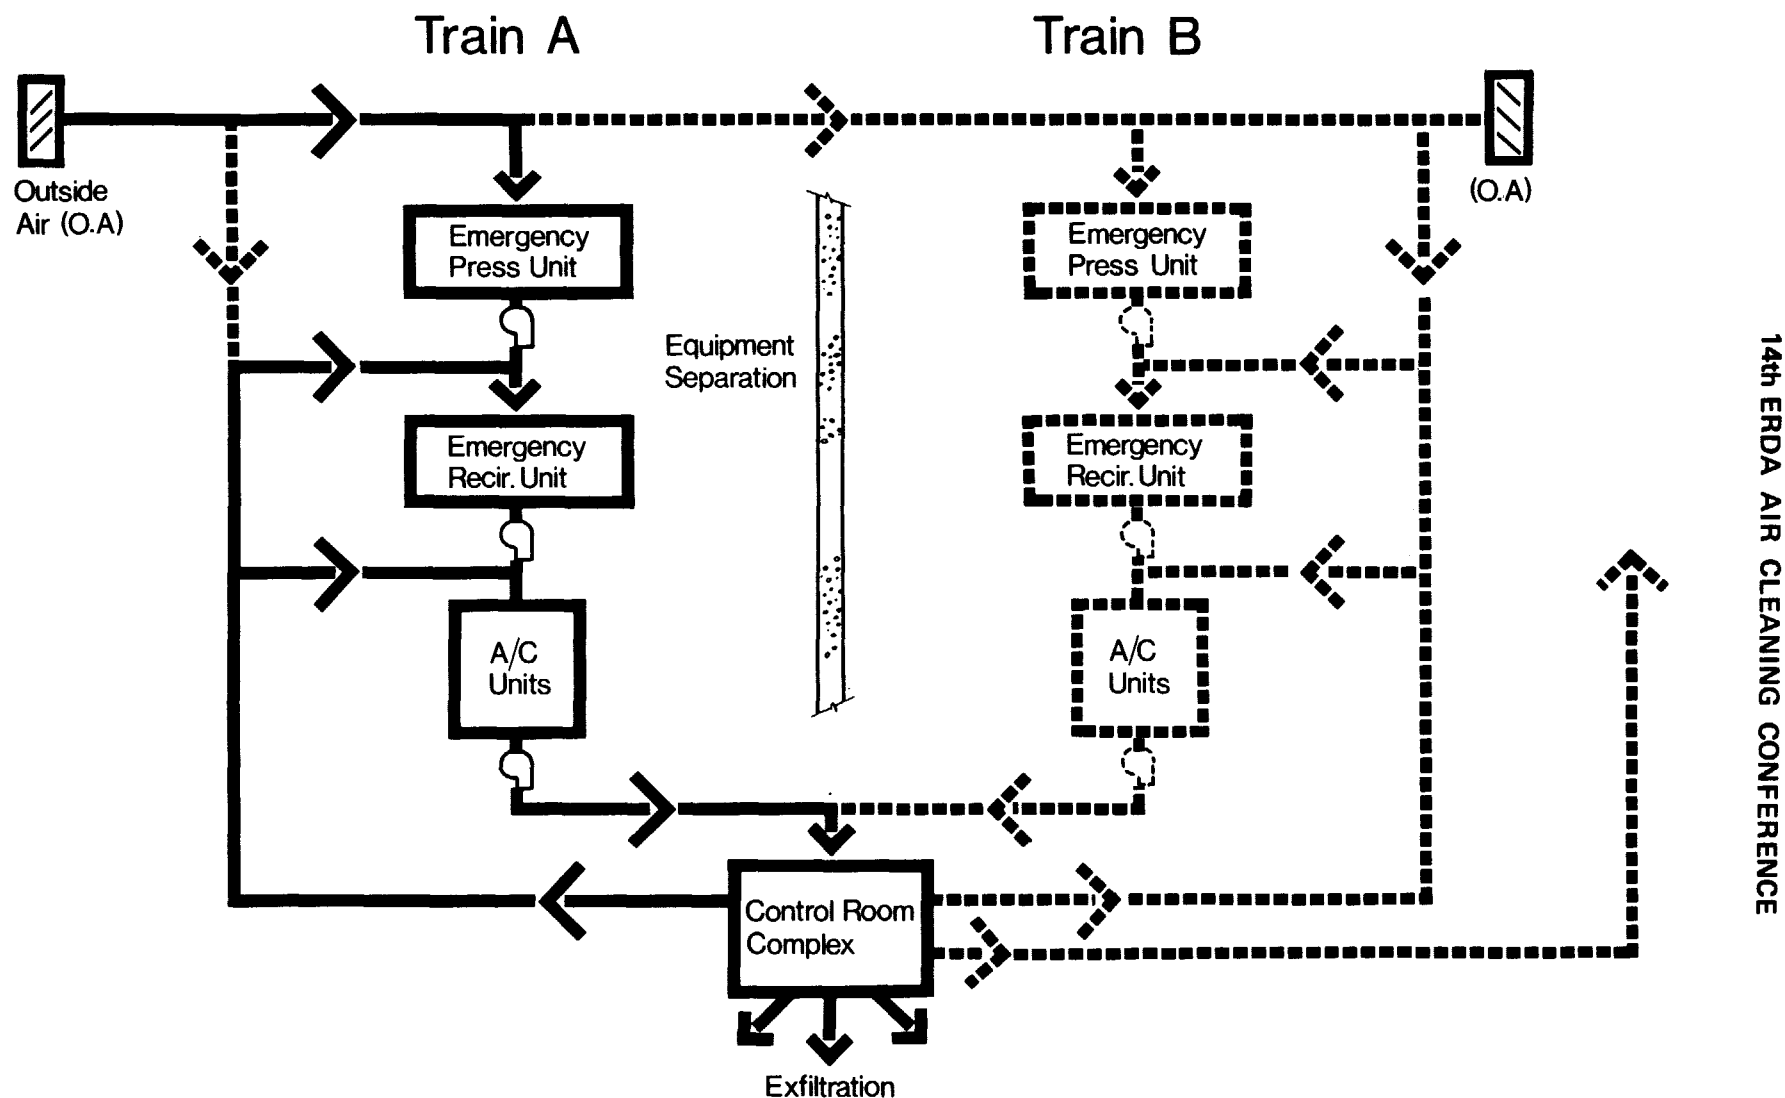 Train A
Train B
Outside
Air (O.A)
(O.A)
Emergency
Press Unit
Emergency
Press Unit
Equipment
Separation
Emergency
Recir. Unit
Emergency
Recir. Unit
A/C
Units
A/C
Units
Control Room
Complex
Exfiltration
14th ERDA AIR CLEANING CONFERENCE